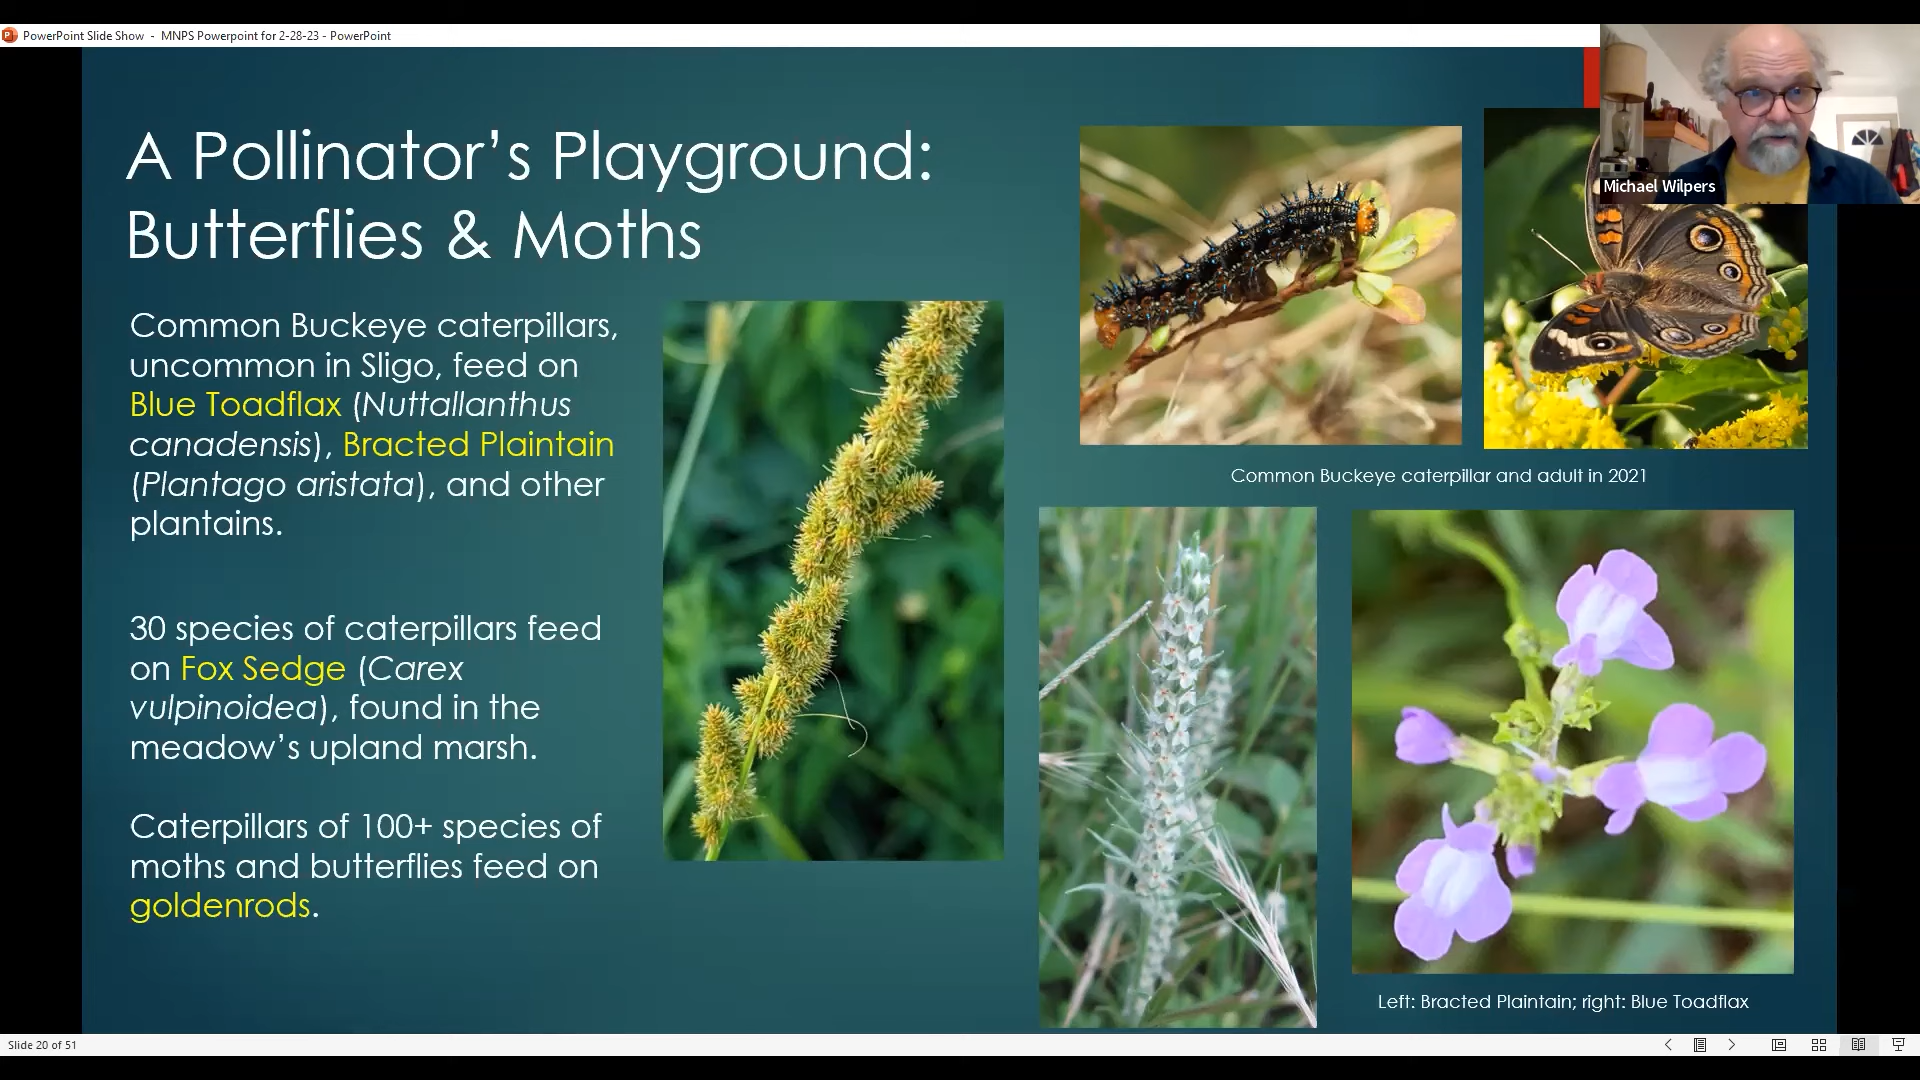 PowerPoint Slide Show - MNPS Powerpoint for 2-28-23 - PowerPoint
Michael Wilpers
A Pollinator’s Playground:
Butterflies & Moths
Common Buckeye caterpillars,
uncommon in Sligo, feed on
Blue Toadflax (Nuttallanthus
canadensis), Bracted Plaintain
(Plantago aristata), and other
plantains.
30 species of caterpillars feed
on Fox Sedge (Carex
vulpinoidea), found in the
meadow’s upland marsh.
Caterpillars of 100+ species of
moths and butterflies feed on
goldenrods.
Common Buckeye caterpillar and adult in 2021
Left: Bracted Plaintain; right: Blue Toadflax
Slide 20 of 51